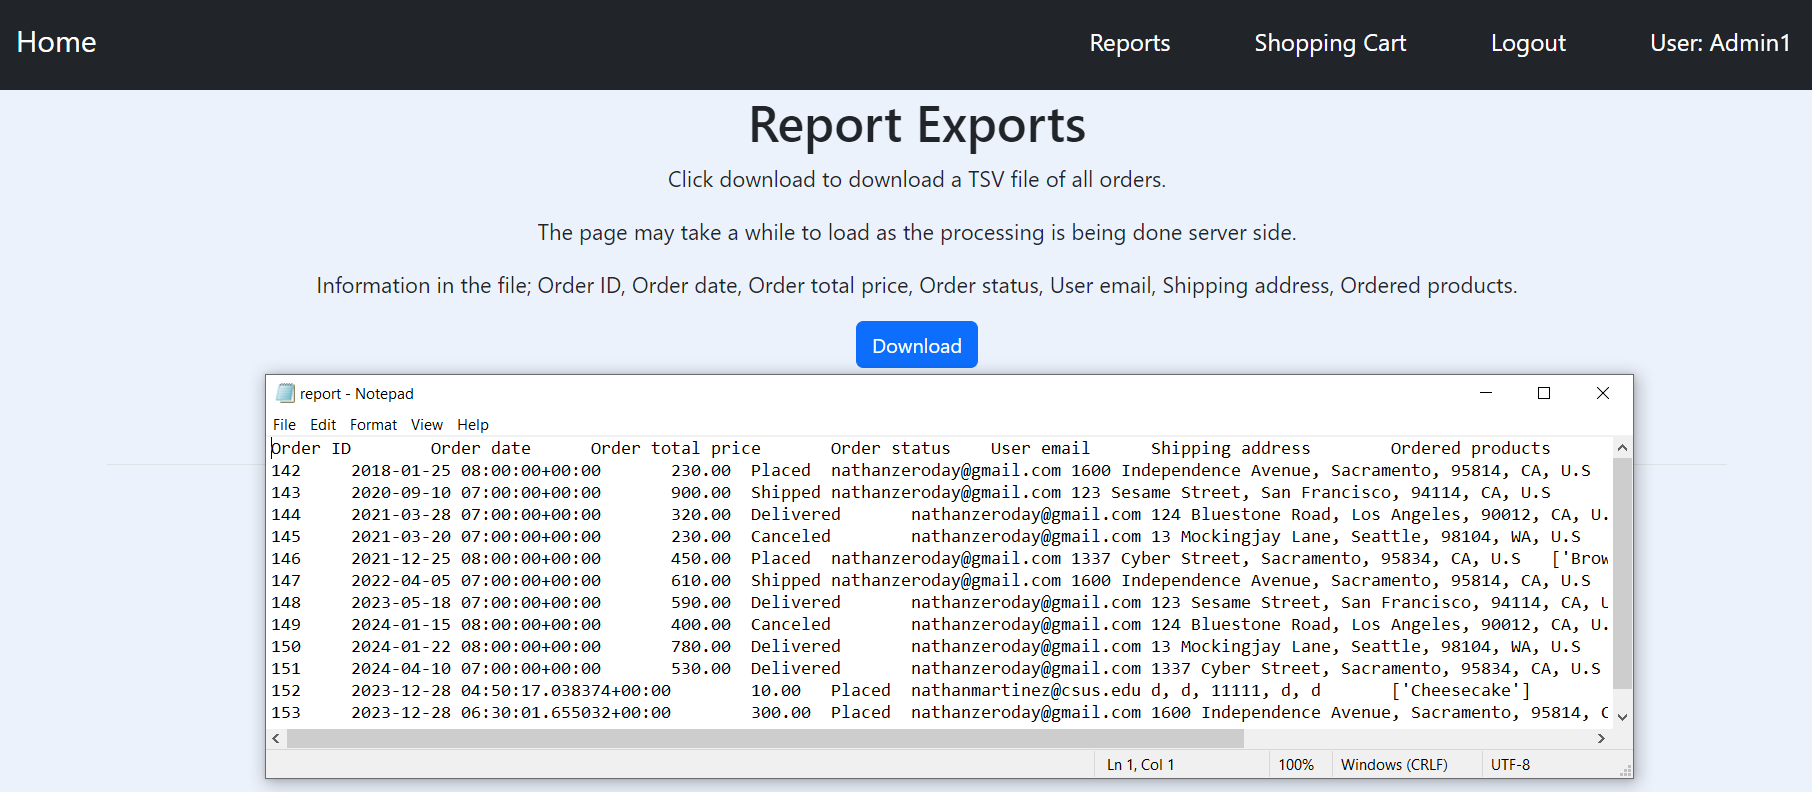 Home Reports Shopping Cart Logout User: Admin1
Report Exports
Click download to download a TSV file of all orders.
The page may take a while to load as the processing is being done server side.
Information in the file; Order ID, Order date, Order total price, Order status, User email, Shipping address, Ordered products.
Download
report - Notepad
File Edit Format View Help
Order ID Order date Order total price Order status User email Shipping address Ordered products
142 2018-01-25 08:00:00+00:00 230.00 Placed nathanzeroday@gmail.com 1600 Independence Avenue, Sacramento, 95814, CA, U.S
143 2020-09-10 07:00:00+00:00 900.00 Shipped nathanzeroday@gmail.com 123 Sesame Street, San Francisco, 94114, CA, U.S
144 2021-03-28 07:00:00+00:00 320.00 Delivered nathanzeroday@gmail.com 124 Bluestone Road, Los Angeles, 90012, CA, U.
145 2021-03-20 07:00:00+00:00 230.00 Canceled nathanzeroday@gmail.com 13 Mockingjay Lane, Seattle, 98104, WA, U.S
146 2021-12-25 08:00:00+00:00 450.00 Placed nathanzeroday@gmail.com 1337 Cyber Street, Sacramento, 95834, CA, U.S ['Brow
147 2022-04-05 07:00:00+00:00 610.00 Shipped nathanzeroday@gmail.com 1600 Independence Avenue, Sacramento, 95814, CA, U.S
148 2023-05-18 07:00:00+00:00 590.00 Delivered nathanzeroday@gmail.com 123 Sesame Street, San Francisco, 94114, CA, U
149 2024-01-15 08:00:00+00:00 400.00 Canceled nathanzeroday@gmail.com 124 Bluestone Road, Los Angeles, 90012, CA, U.
150 2024-01-22 08:00:00+00:00 780.00 Delivered nathanzeroday@gmail.com 13 Mockingjay Lane, Seattle, 98104, WA, U.S
151 2024-04-10 07:00:00+00:00 530.00 Delivered nathanzeroday@gmail.com 1337 Cyber Street, Sacramento, 95834, CA, U.S
152 2023-12-28 04:50:17.038374+00:00 10.00 Placed nathanmartinez@csus.edu d, d, 11111, d, d ['Cheesecake']
153 2023-12-28 06:30:01.655032+00:00 300.00 Placed nathanzeroday@gmail.com 1600 Independence Avenue, Sacramento, 95814, C
Ln 1, Col 1 100% Windows (CRLF) UTF-8